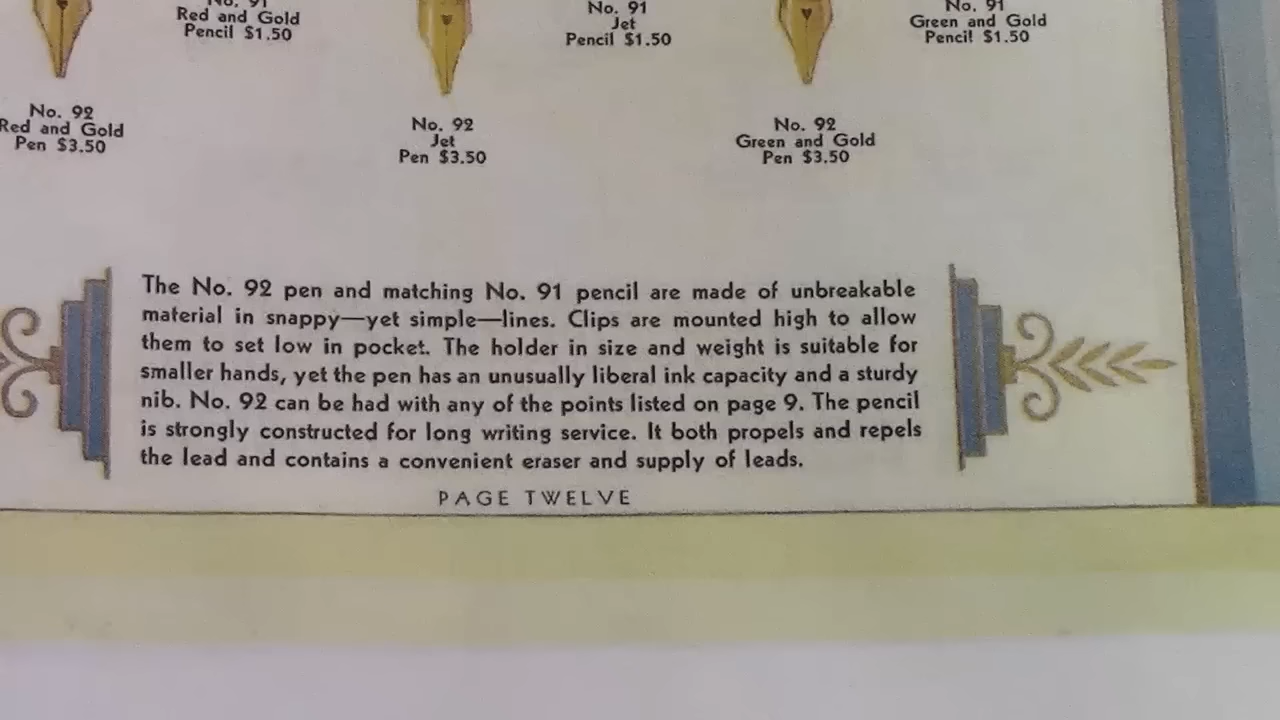 No. 91
Red and Gold
Pencil $1.50
No. 91
Jet
Pencil $1.50
No. 91
Green and Gold
Pencil $1.50
No. 92
Red and Gold
Pen $3.50
No. 92
Jet
Pen $3.50
No. 92
Green and Gold
Pen $3.50
The No. 92 pen and matching No. 91 pencil are made of unbreakable
material in snappy—yet simple—lines. Clips are mounted high to allow
them to set low in pocket. The holder in size and weight is suitable for
smaller hands, yet the pen has an unusually liberal ink capacity and a sturdy
nib. No. 92 can be had with any of the points listed on page 9. The pencil
is strongly constructed for long writing service. It both propels and repels
the lead and contains a convenient eraser and supply of leads.
PAGE TWELVE